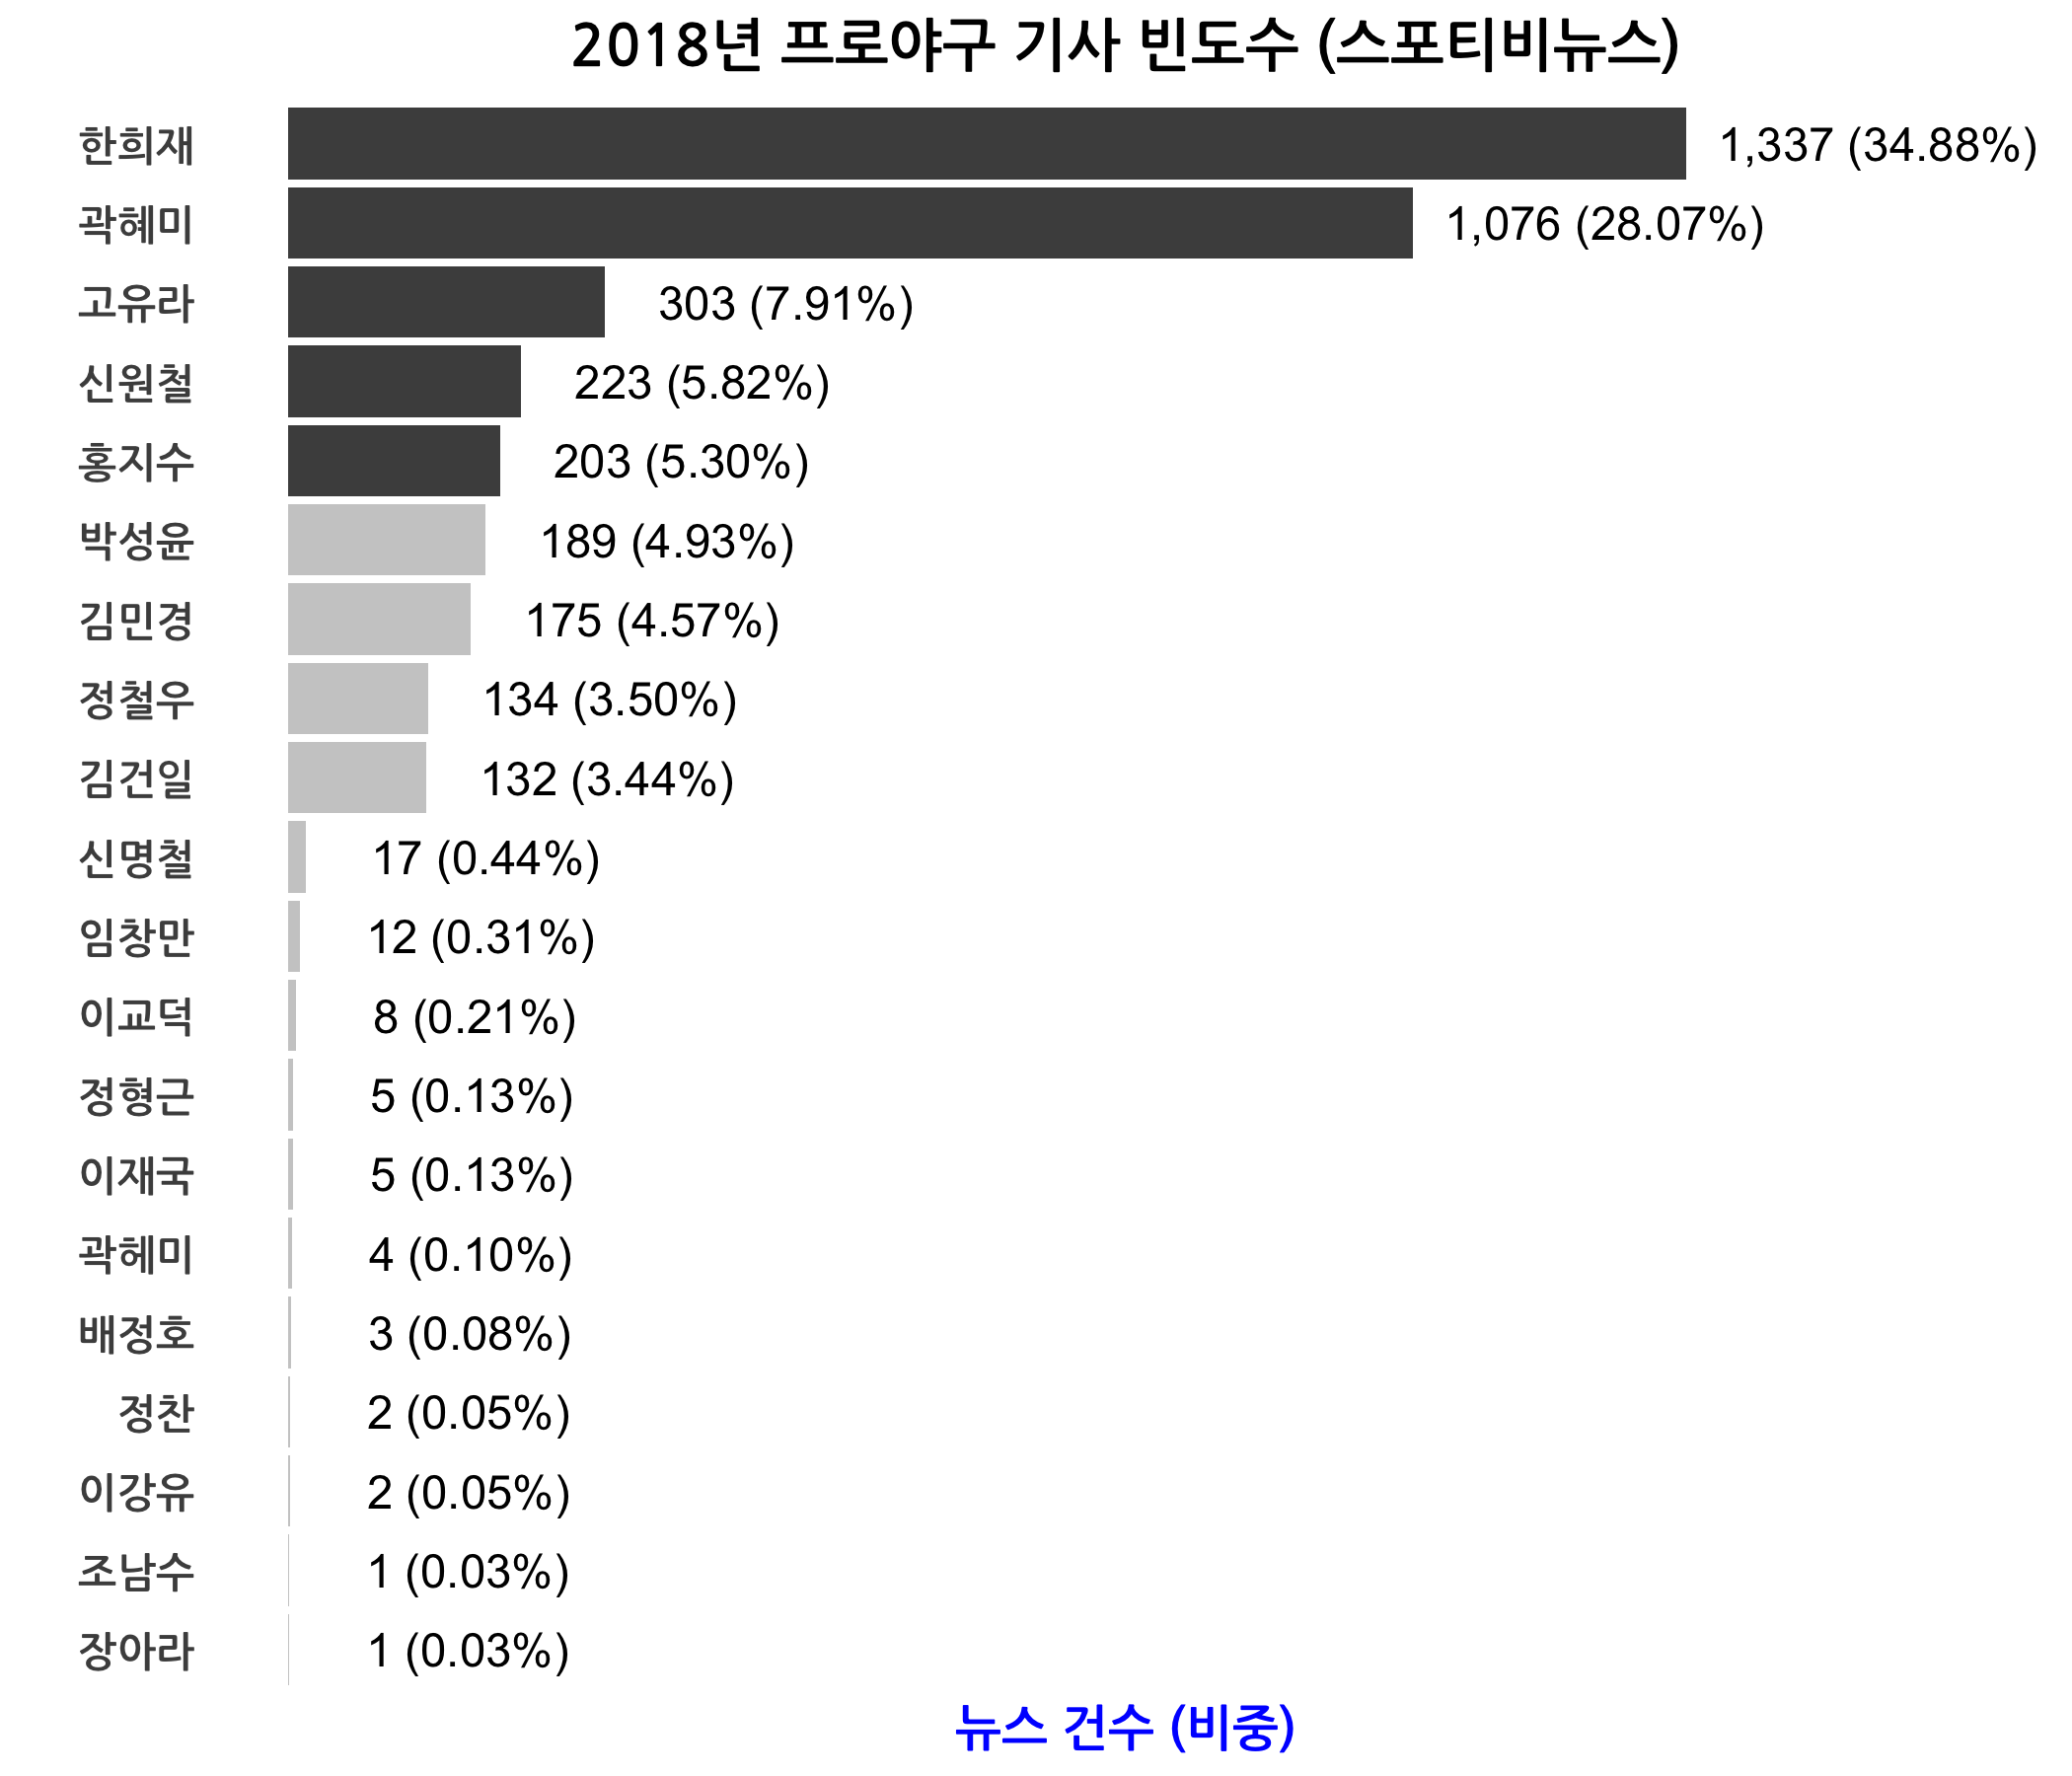 2018년 프로야구 기사 빈도수 (스포티비뉴스)
한희재 1,337 (34.88%)
곽혜미 1,076 (28.07%)
고유라 303 (7.91%)
신원철 223 (5.82%)
홍지수 203 (5.30%)
박성윤 189 (4.93%)
김민경 175 (4.57%)
정철우 134 (3.50%)
김건일 132 (3.44%)
신명철 17 (0.44%)
임창만 12 (0.31%)
이교덕 8 (0.21%)
정형근 5 (0.13%)
이재국 5 (0.13%)
곽헤미 4 (0.10%)
배정호 3 (0.08%)
정찬 2 (0.05%)
이강유 2 (0.05%)
조남수 1 (0.03%)
장아라 1 (0.03%)
뉴스 건수 (비중)